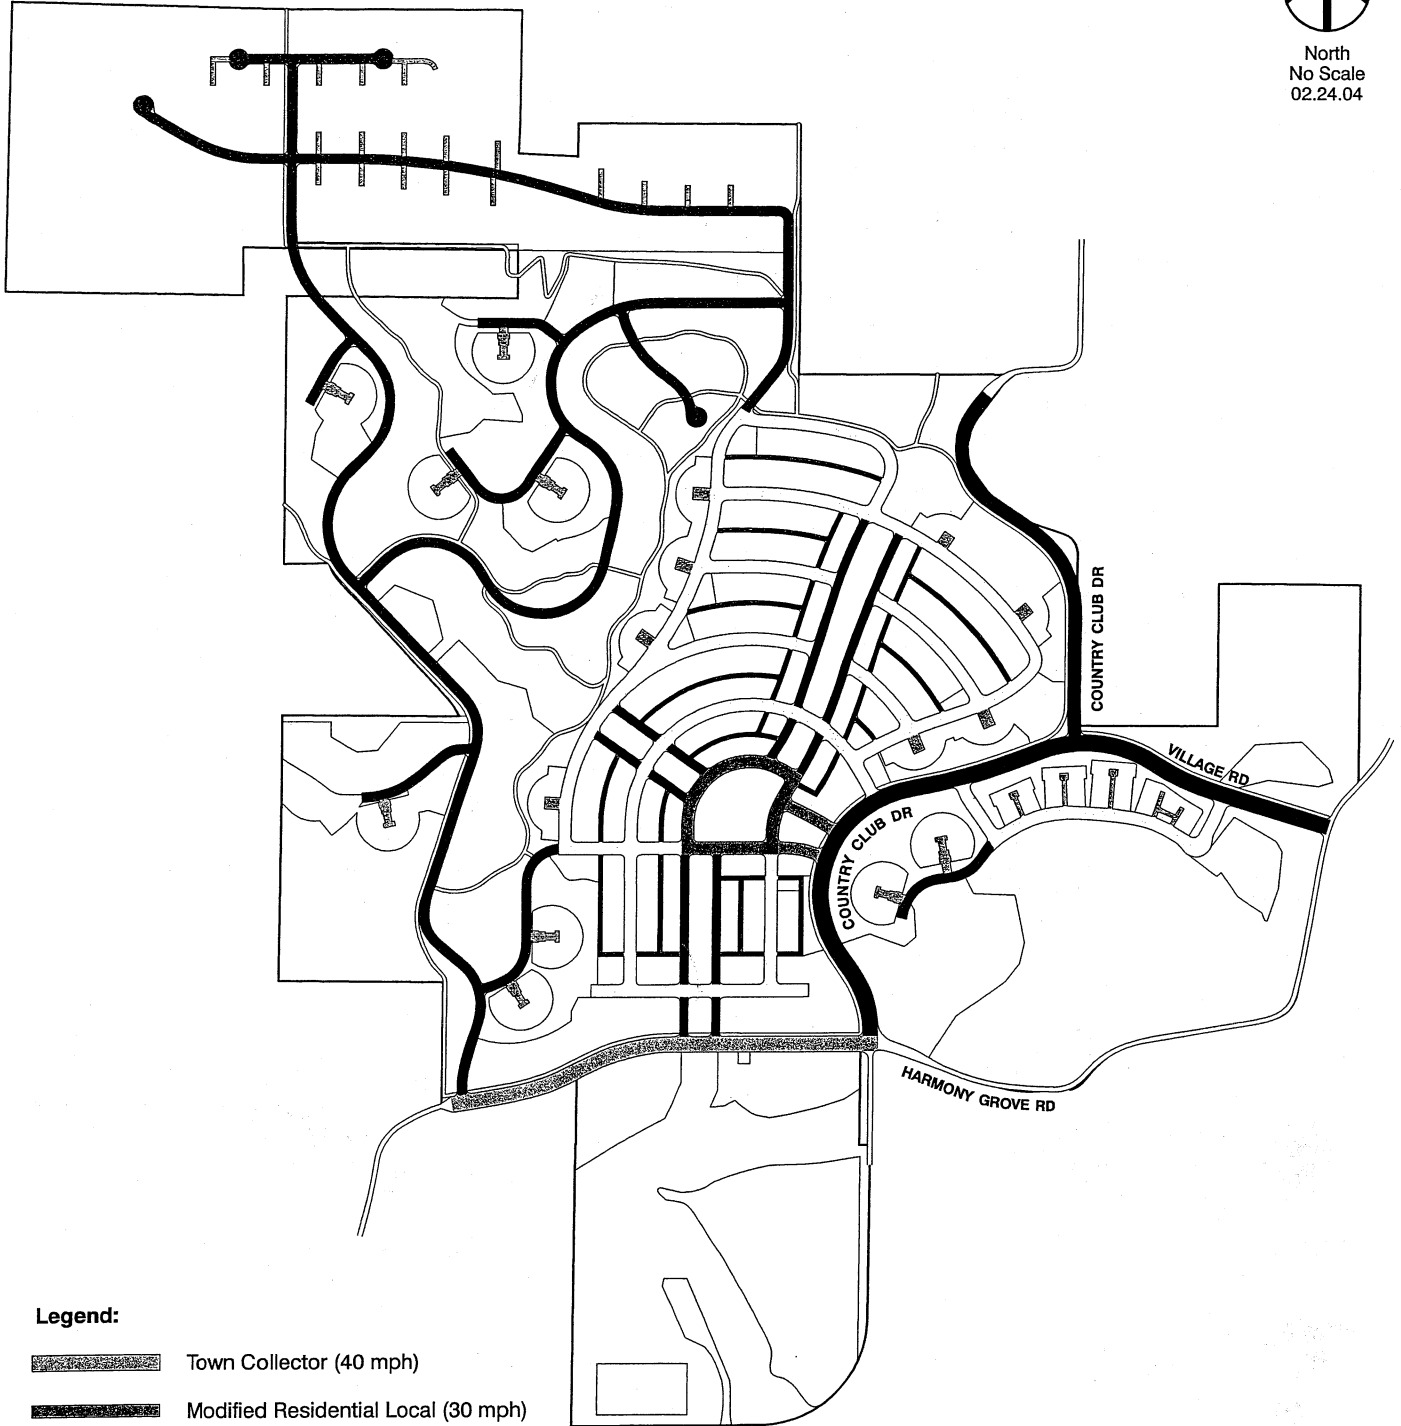 North
No Scale
02.24.04
COUNTRY CLUB DR
VILLAGE RD
COUNTRY CLUB DR
HARMONY GROVE RD
Legend:
Town Collector (40 mph)
Modified Residential Local (30 mph)